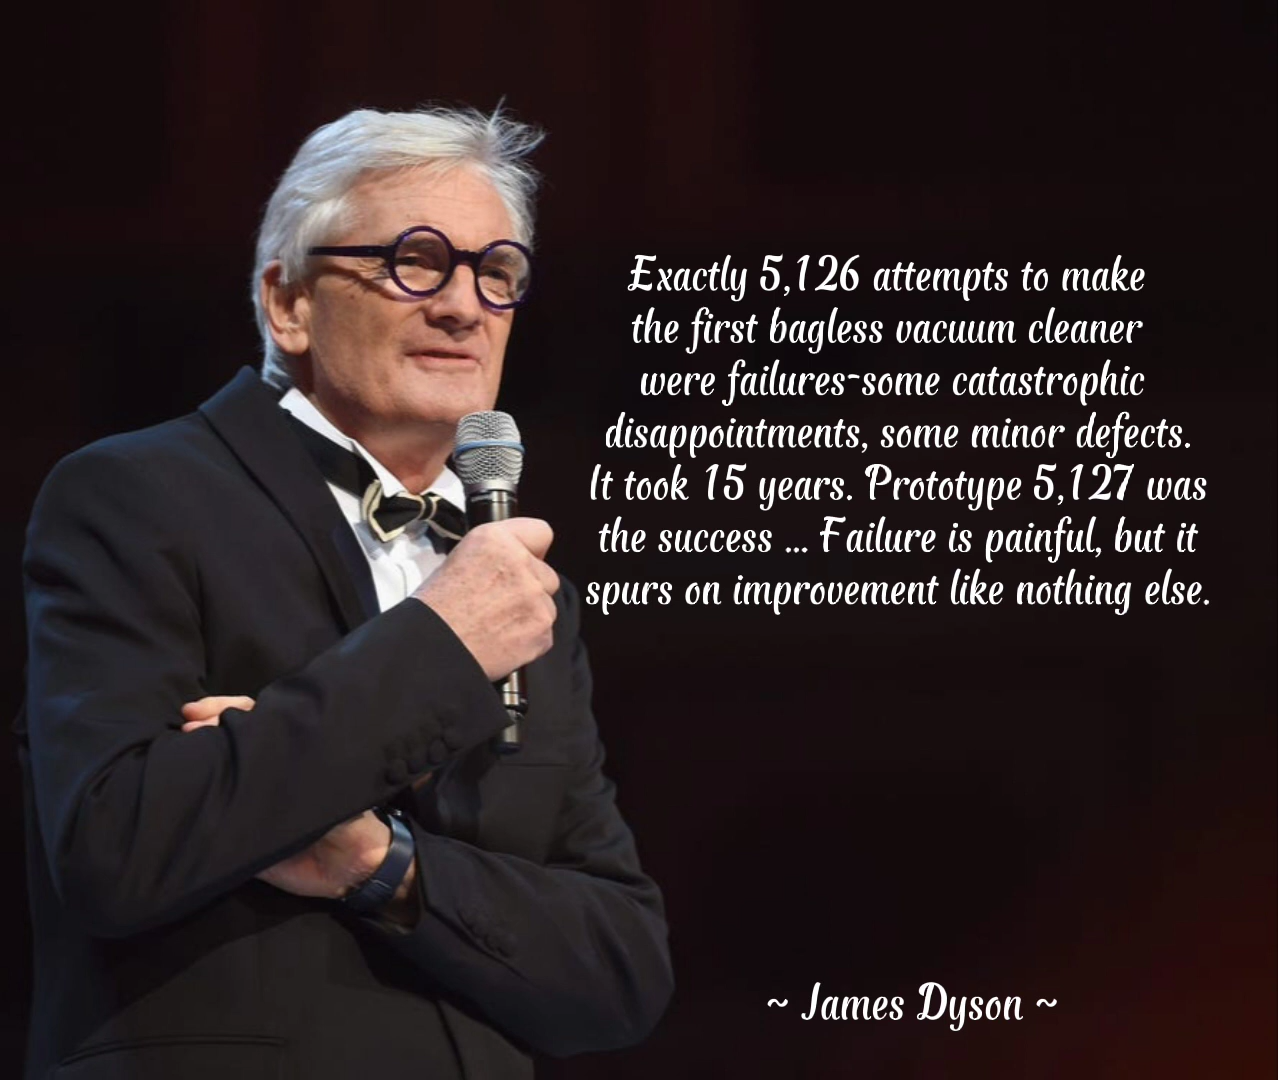 Exactly 5,126 attempts to make
the first bagless vacuum cleaner
were failures-some catastrophic
disappointments, some minor defects.
It took 15 years. Prototype 5,127 was
the success ... Failure is painful, but it
spurs on improvement like nothing else.
~ James Dyson ~